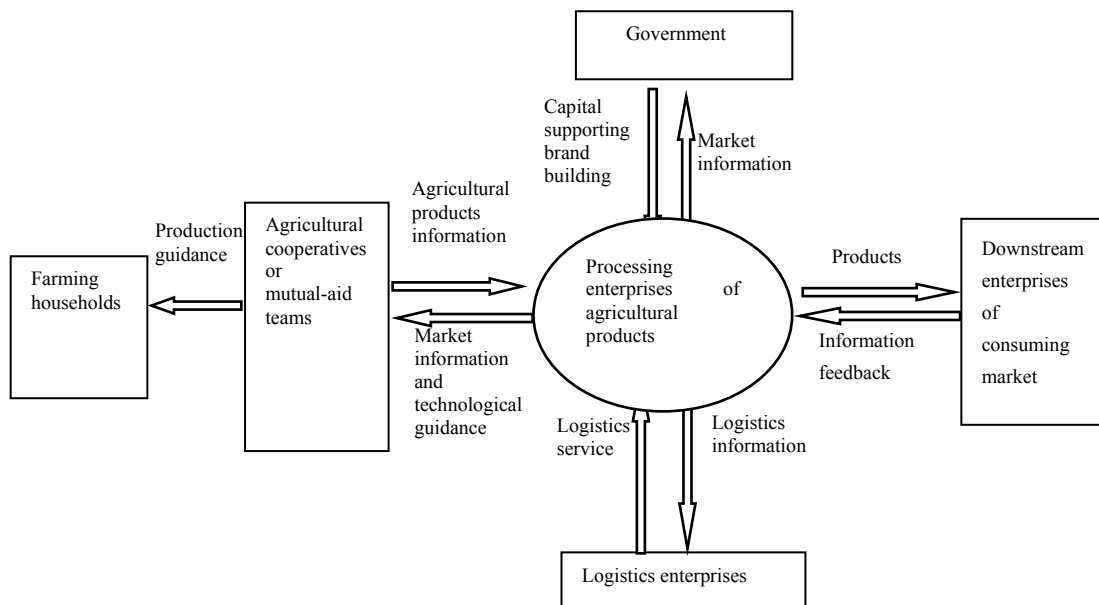 Government
Capital
supporting
brand
building
Market
information
Agricultural
products
information
Production
guidance
Farming
households
Agricultural
cooperatives
or
mutual-aid
teams
Processing
enterprises of
agricultural
products
Products
Downstream
enterprises
of
consuming
market
Market
information
and
technological
guidance
Information
feedback
Logistics
service
Logistics
information
Logistics enterprises